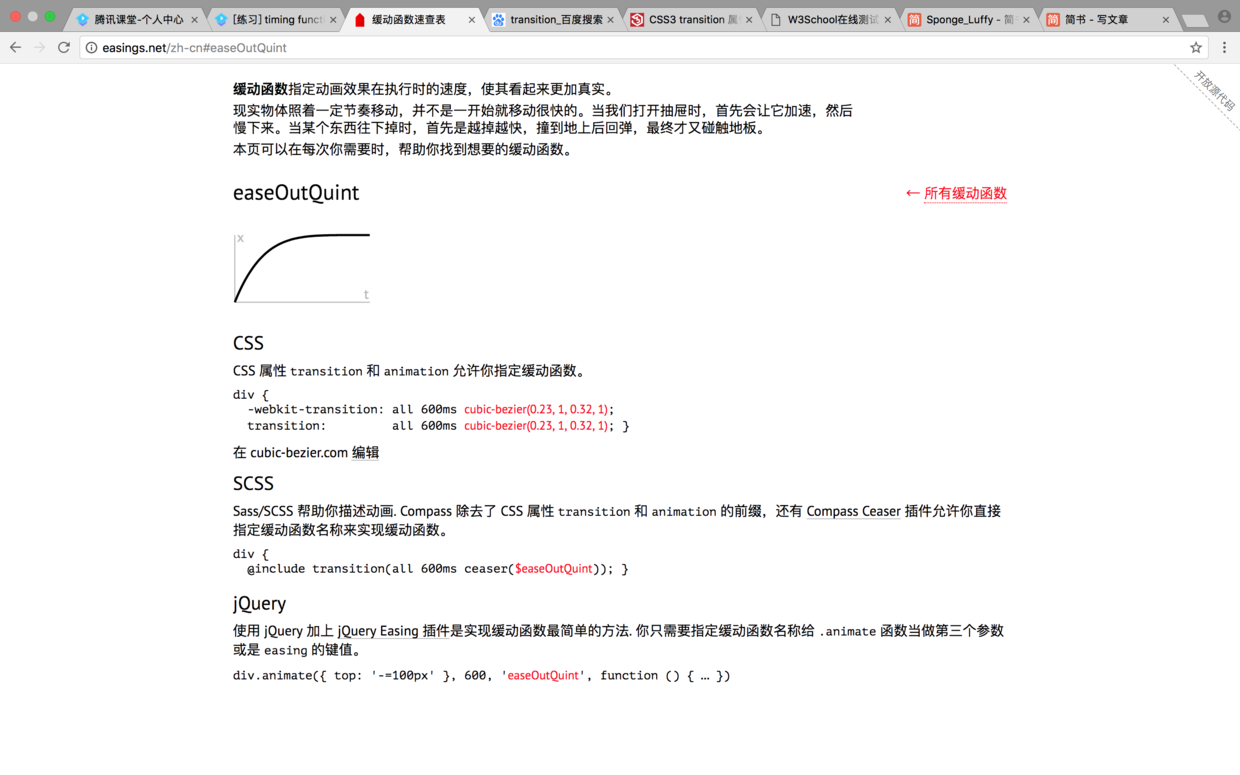 腾讯课堂-个人中心
[练习] timing funct
缓动函数速查表
transition_百度搜索
CSS3 transition 属
W3School在线测试
Sponge_Luffy - 简
简书 - 写文章
easings.net/zh-cn#easeOutQuint
开放源代码
缓动函数指定动画效果在执行时的速度，使其看起来更加真实。
现实物体照着一定节奏移动，并不是一开始就移动很快的。当我们打开抽屉时，首先会让它加速，然后
慢下来。当某个东西往下掉时，首先是越掉越快，撞到地上后回弹，最终才又碰触地板。
本页可以在每次你需要时，帮助你找到想要的缓动函数。
easeOutQuint
← 所有缓动函数
x
t
CSS
CSS 属性 transition 和 animation 允许你指定缓动函数。
div {
-webkit-transition: all 600ms cubic-bezier(0.23, 1, 0.32, 1);
transition: all 600ms cubic-bezier(0.23, 1, 0.32, 1); }
在 cubic-bezier.com 编辑
SCSS
Sass/SCSS 帮助你描述动画. Compass 除去了 CSS 属性 transition 和 animation 的前缀，还有 Compass Ceaser 插件允许你直接
指定缓动函数名称来实现缓动函数。
div {
@include transition(all 600ms ceaser($easeOutQuint)); }
jQuery
使用 jQuery 加上 jQuery Easing 插件是实现缓动函数最简单的方法. 你只需要指定缓动函数名称给 .animate 函数当做第三个参数
或是 easing 的键值。
div.animate({ top: '-=100px' }, 600, 'easeOutQuint', function () { … })